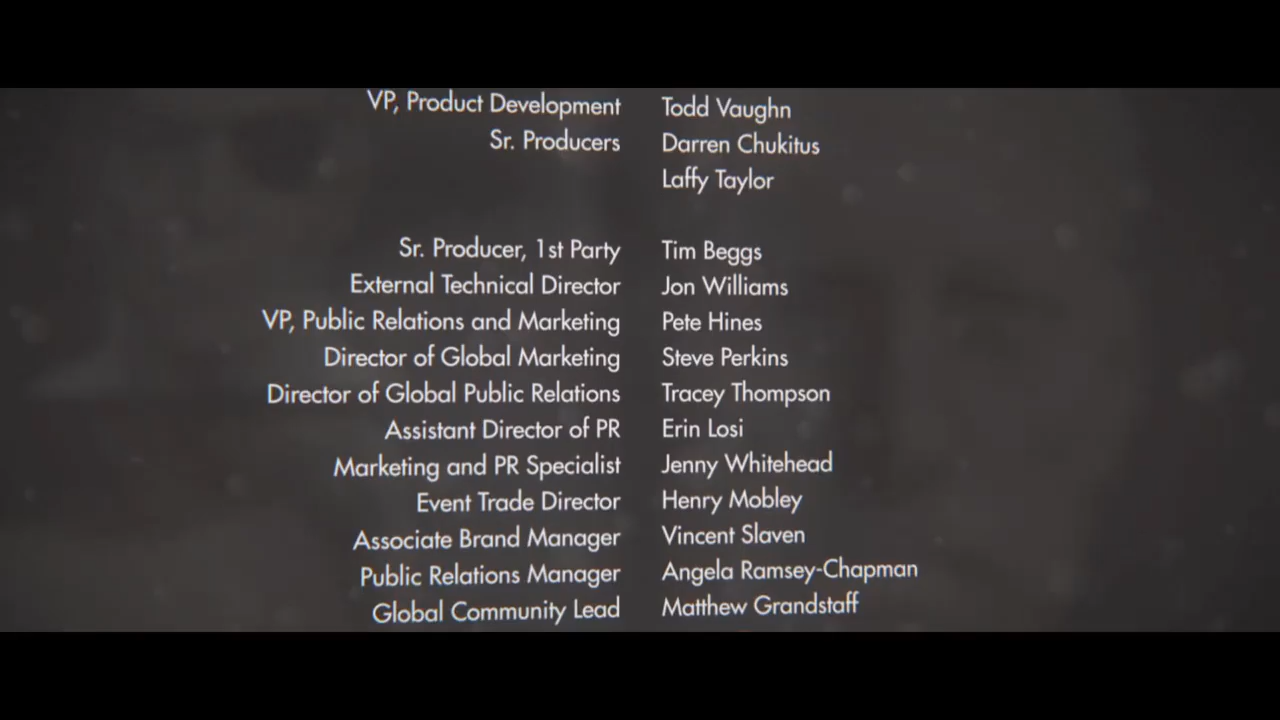 VP, Product Development Todd Vaughn
Sr. Producers Darren Chukitus
Laffy Taylor
Sr. Producer, 1st Party Tim Beggs
External Technical Director Jon Williams
VP, Public Relations and Marketing Pete Hines
Director of Global Marketing Steve Perkins
Director of Global Public Relations Tracey Thompson
Assistant Director of PR Erin Losi
Marketing and PR Specialist Jenny Whitehead
Event Trade Director Henry Mobley
Associate Brand Manager Vincent Slaven
Public Relations Manager Angela Ramsey-Chapman
Global Community Lead Matthew Grandstaff